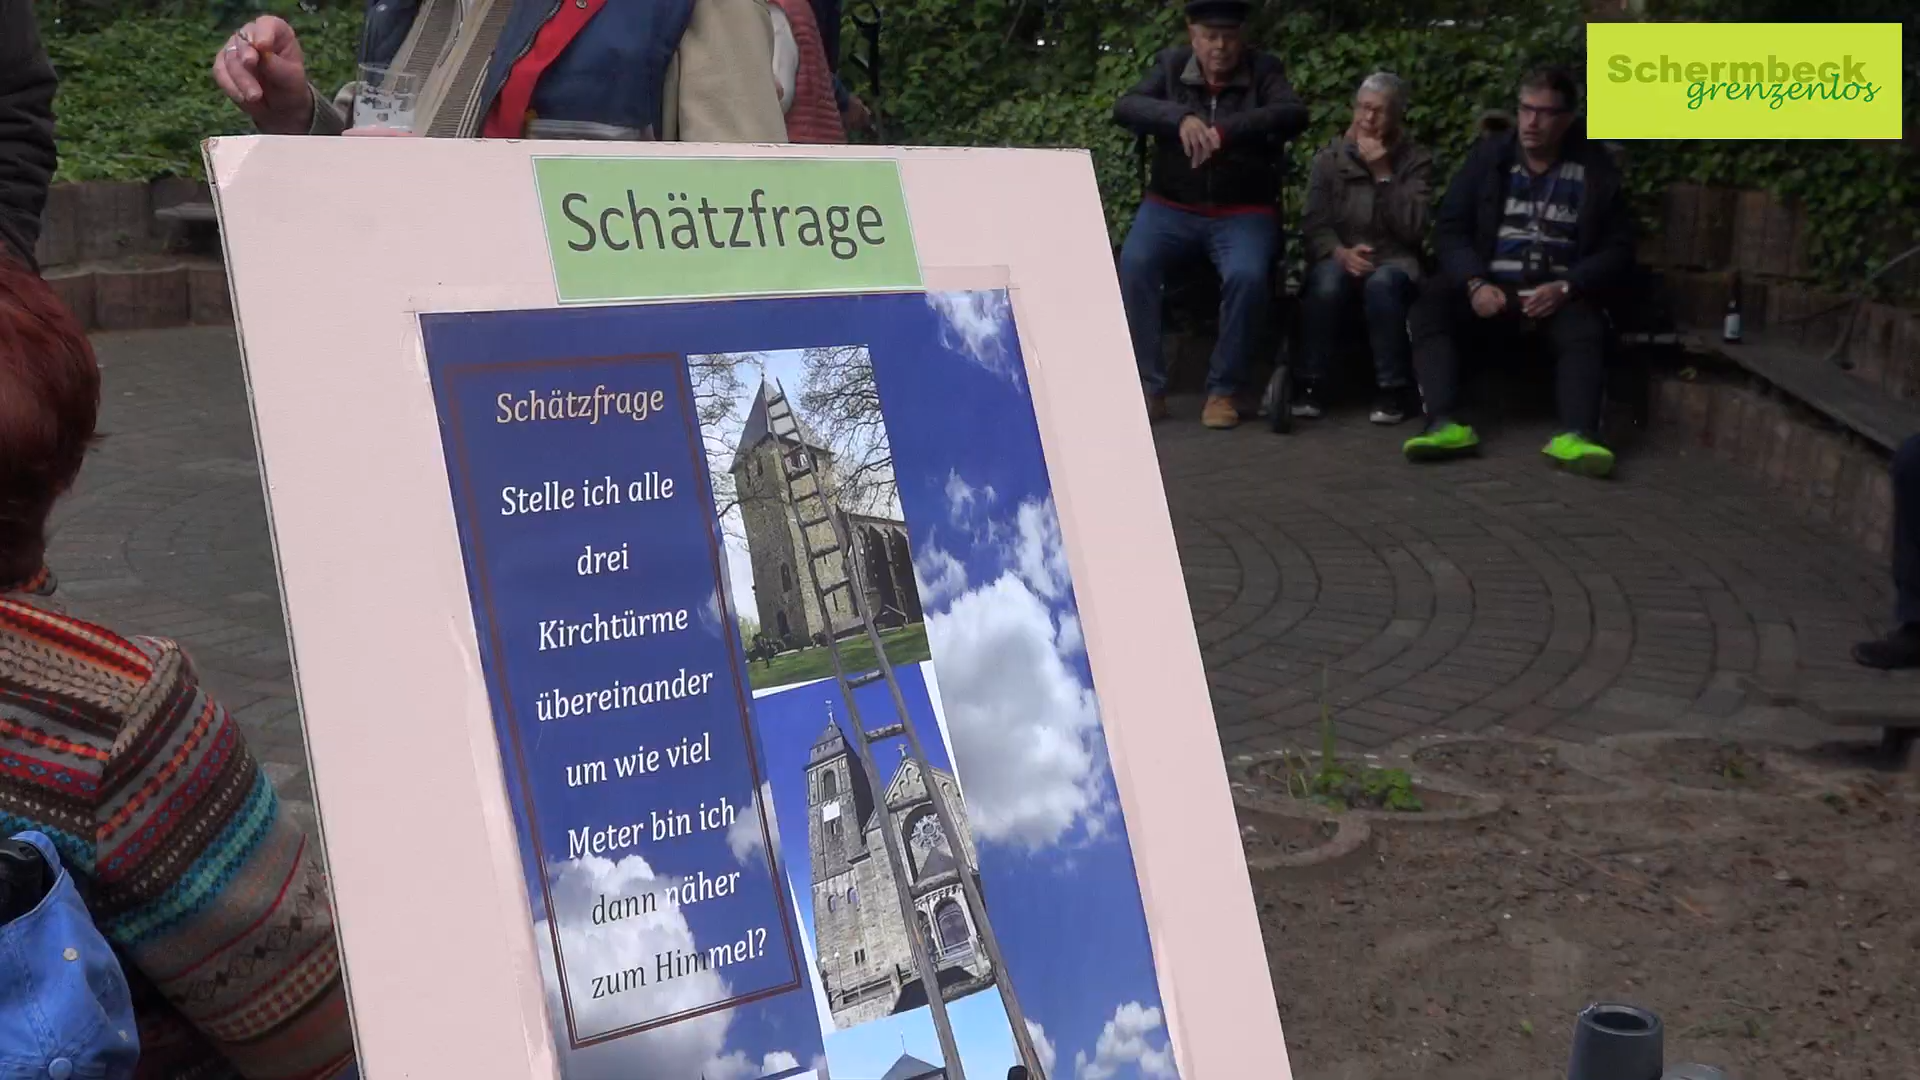 Schermbeck
grenzenlos
Schätzfrage
Schätzfrage
Stelle ich alle
drei
Kirchtürme
übereinander
um wie viel
Meter bin ich
dann näher
zum Himmel?